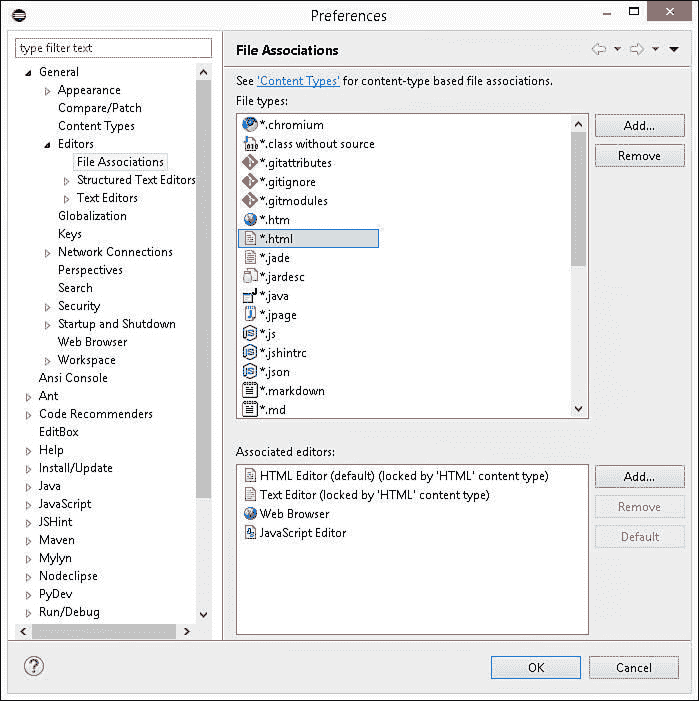 Preferences
type filter text
General
Appearance
Compare/Patch
Content Types
Editors
File Associations
Structured Text Editors
Text Editors
Globalization
Keys
Network Connections
Perspectives
Search
Security
Startup and Shutdown
Web Browser
Workspace
Ansi Console
Ant
Code Recommenders
EditBox
Help
Install/Update
Java
JavaScript
JSHint
Maven
Mylyn
Nodeclipse
PyDev
Run/Debug
File Associations
See 'Content Types' for content-type based file associations.
File types:
*.chromium
*.class without source
*.gitattributes
*.gitignore
*.gitmodules
*.htm
*.html
*.jade
*.jardesc
*.java
*.jpage
*.js
*.jshintrc
*.json
*.markdown
*.md
Add...
Remove
Associated editors:
HTML Editor (default) (locked by 'HTML' content type)
Text Editor (locked by 'HTML' content type)
Web Browser
JavaScript Editor
Add...
Remove
Default
OK
Cancel